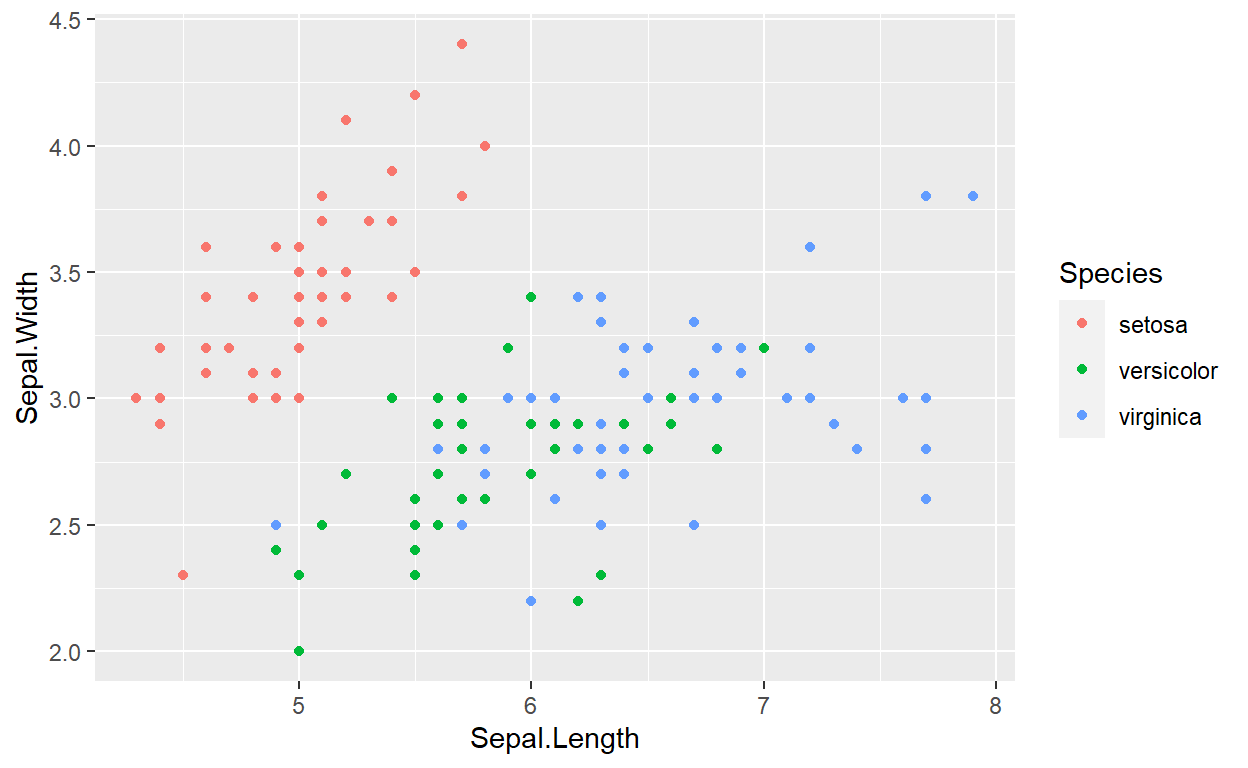 4.5
4.0
3.5
3.0
2.5
2.0
Sepal.Width
5 6 7 8
Sepal.Length
Species
setosa
versicolor
virginica